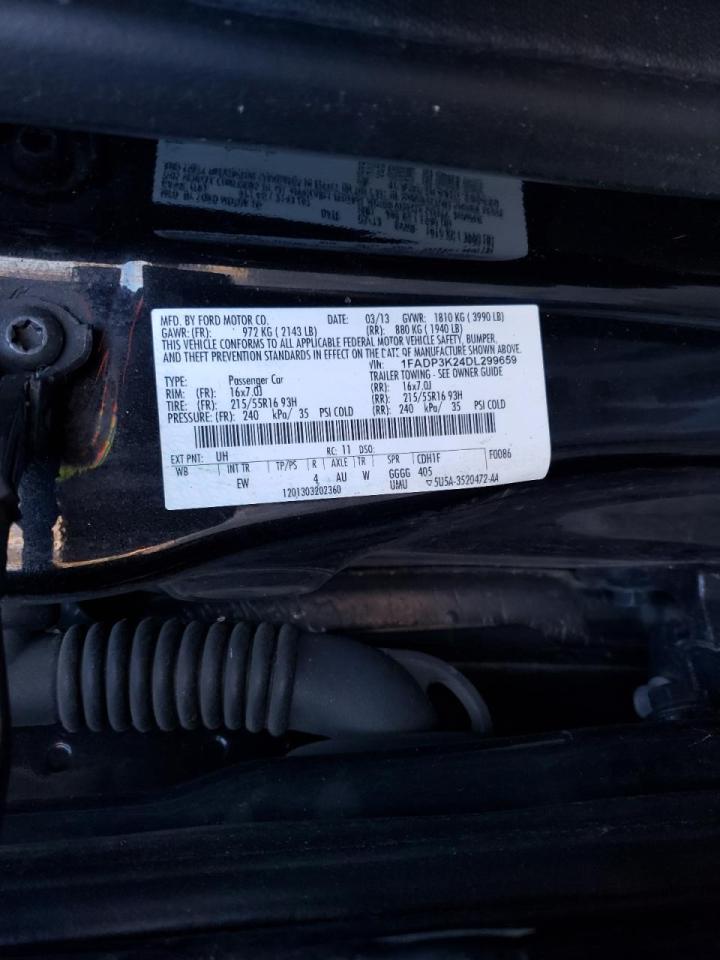 MFD. BY FORD MOTOR CO. DATE: 03/13 GVWR: 1810 KG ( 3990 LB)
GAWR: (FR): 972 KG ( 2143 LB) (RR): 880 KG ( 1940 LB)
THIS VEHICLE CONFORMS TO ALL APPLICABLE FEDERAL MOTOR VEHICLE SAFETY, BUMPER,
AND THEFT PREVENTION STANDARDS IN EFFECT ON THE DATE OF MANUFACTURE SHOWN ABOVE.
VIN: 1FADP3K24DL299659
TYPE: Passenger Car TRAILER TOWING - SEE OWNER GUIDE
RIM: (FR): 16x7.0J (RR): 16x7.0J
TIRE: (FR): 215/55R16 93H (RR): 215/55R16 93H
PRESSURE: (FR): 240 kPa/ 35 PSI COLD (RR): 240 kPa/ 35 PSI COLD
EXT PNT: UH RC: 11 DSO: F0086
WB INT TR TP/PS R AXLE TR SPR CDH1F
EW 4 AU W GGGG 405
UMU ▽5U5A-3520472-AA
1201303202360